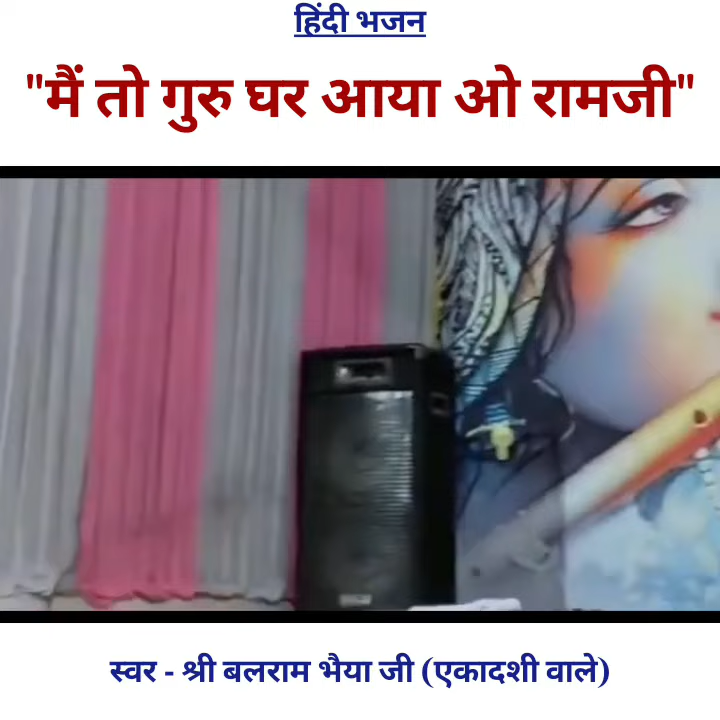 हिंदी भजन
"मैं तो गुरु घर आया ओ रामजी"
स्वर - श्री बलराम भैया जी (एकादशी वाले)